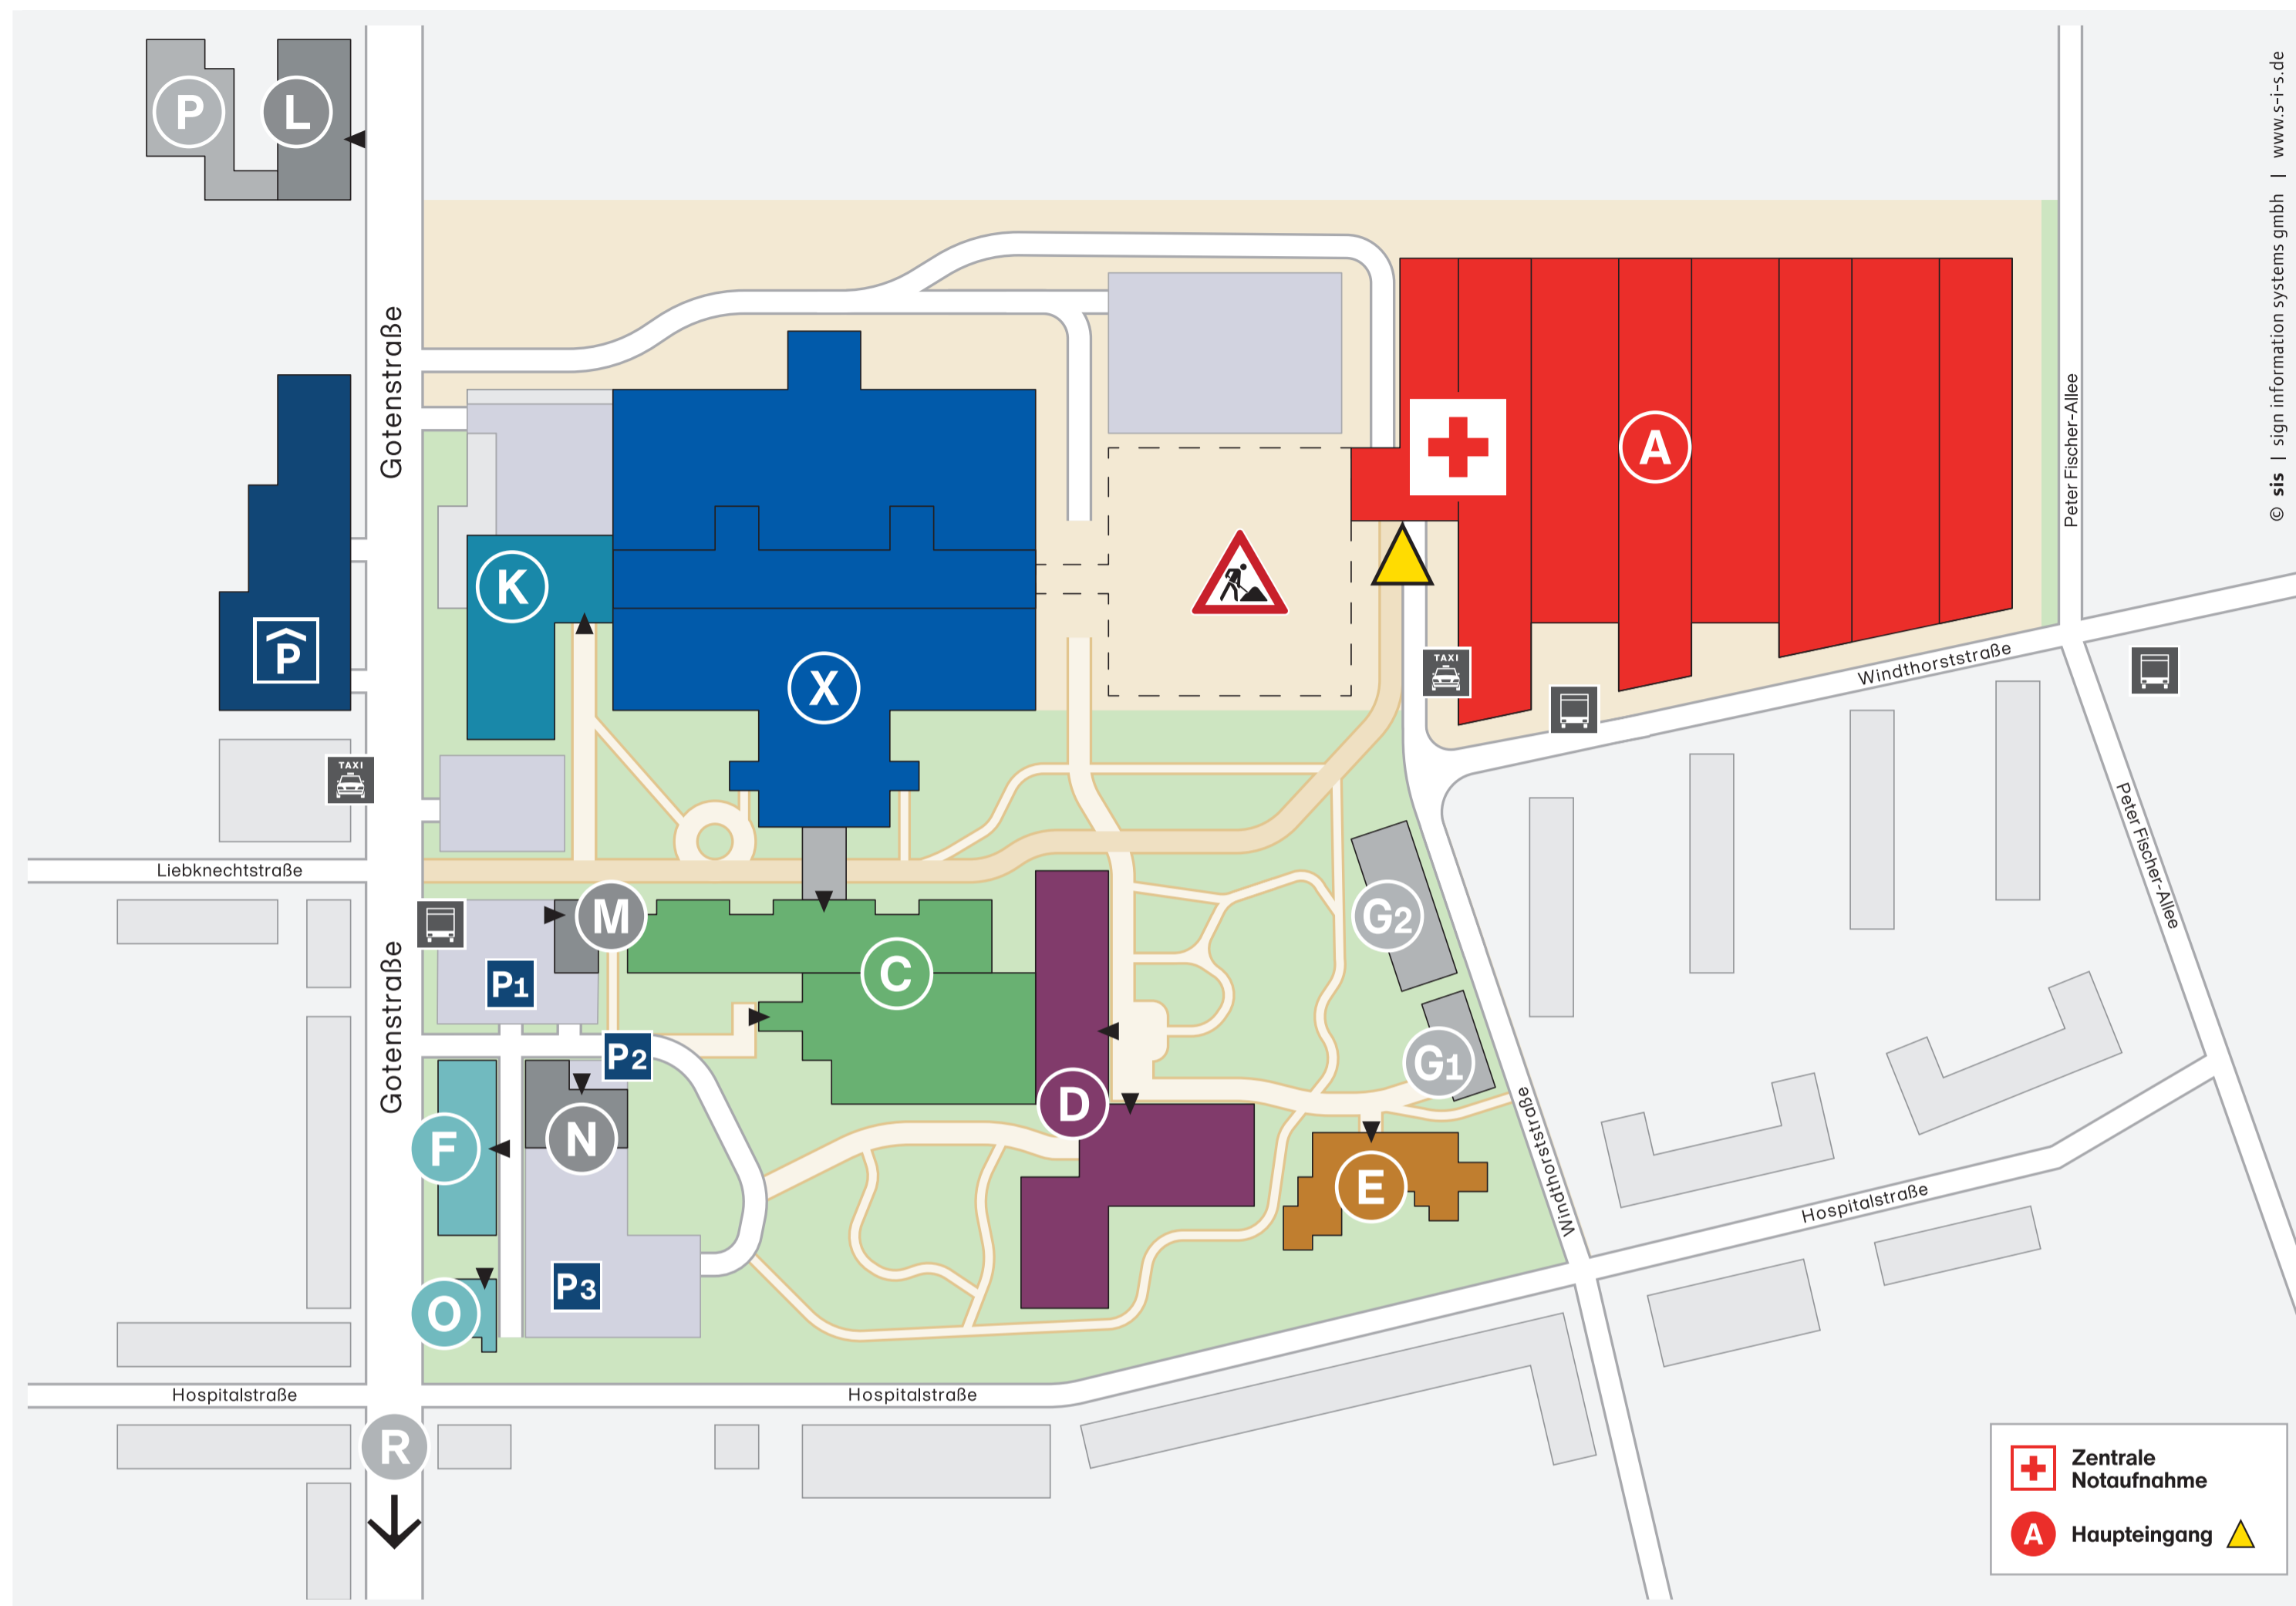 P
L
© sis | sign information systems gmbh | www.s-i-s.de
Gotenstraße
A
Peter Fischer-Allee
K
P
X
TAXI
Windthorststraße
TAXI
Liebknechtstraße
Peter Fischer-Allee
M
G2
C
P1
Gotenstraße
P2
G1
D
F
N
Windthorststraße
E
Hospitalstraße
P3
O
Hospitalstraße
Hospitalstraße
R
Zentrale
Notaufnahme
A Haupteingang